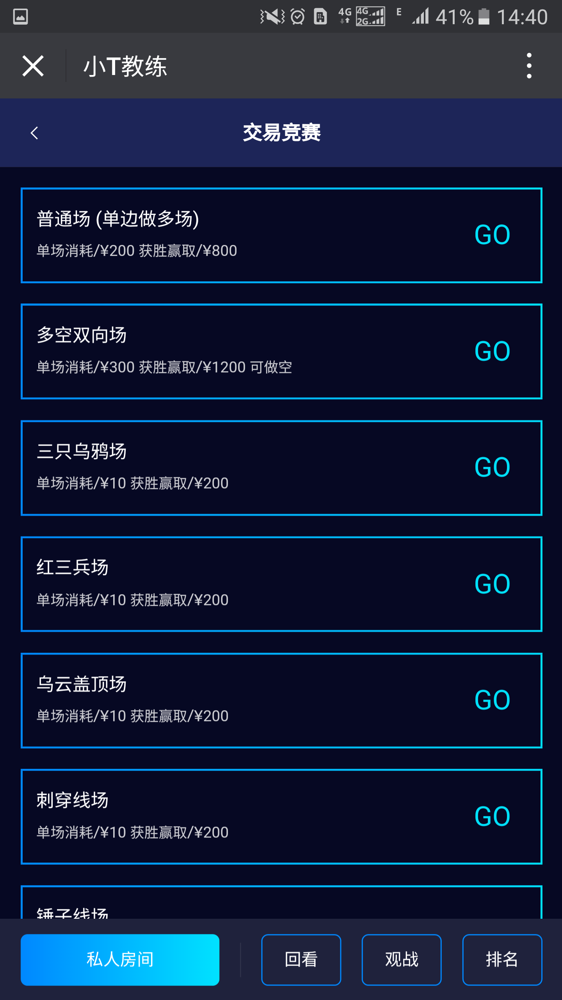 4G 4G 2G E 41% 14:40
小T教练
交易竞赛
普通场 (单边做多场)
单场消耗/¥200 获胜赢取/¥800
GO
多空双向场
单场消耗/¥300 获胜赢取/¥1200 可做空
GO
三只乌鸦场
单场消耗/¥10 获胜赢取/¥200
GO
红三兵场
单场消耗/¥10 获胜赢取/¥200
GO
乌云盖顶场
单场消耗/¥10 获胜赢取/¥200
GO
刺穿线场
单场消耗/¥10 获胜赢取/¥200
GO
锤子线场
私人房间 回看 观战 排名